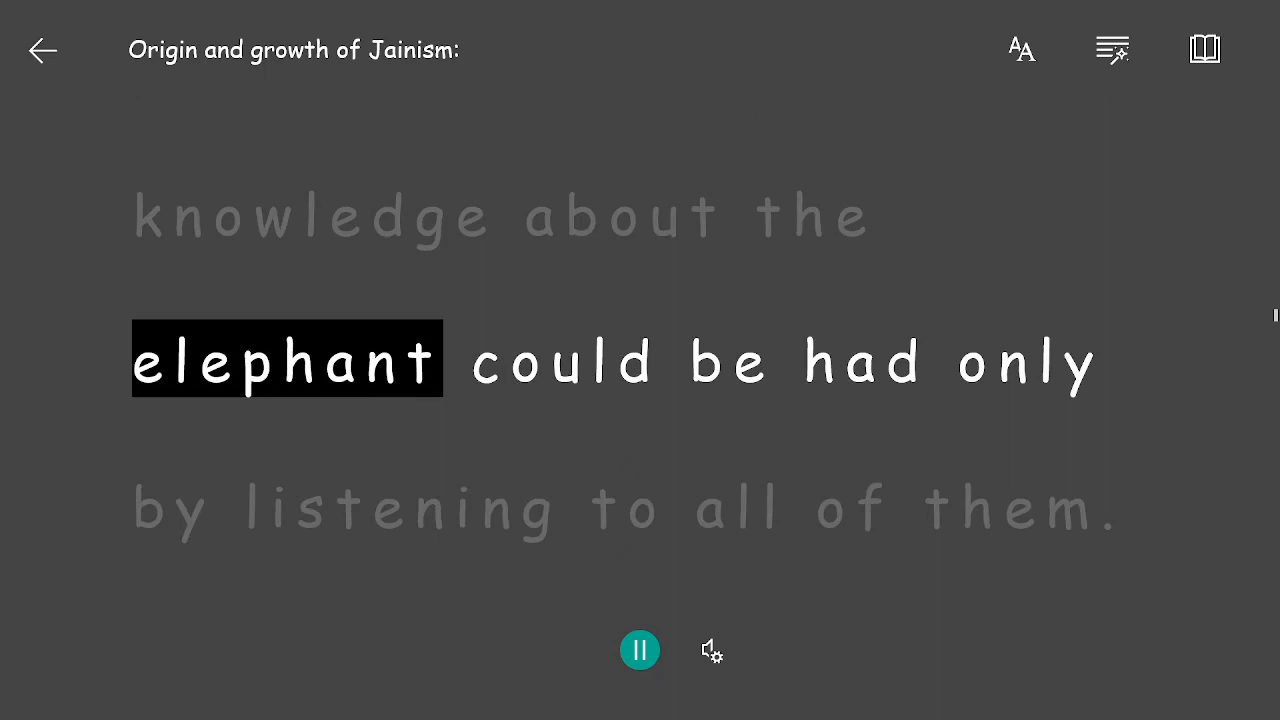 Origin and growth of Jainism:
knowledge about the
elephant could be had only
by listening to all of them.